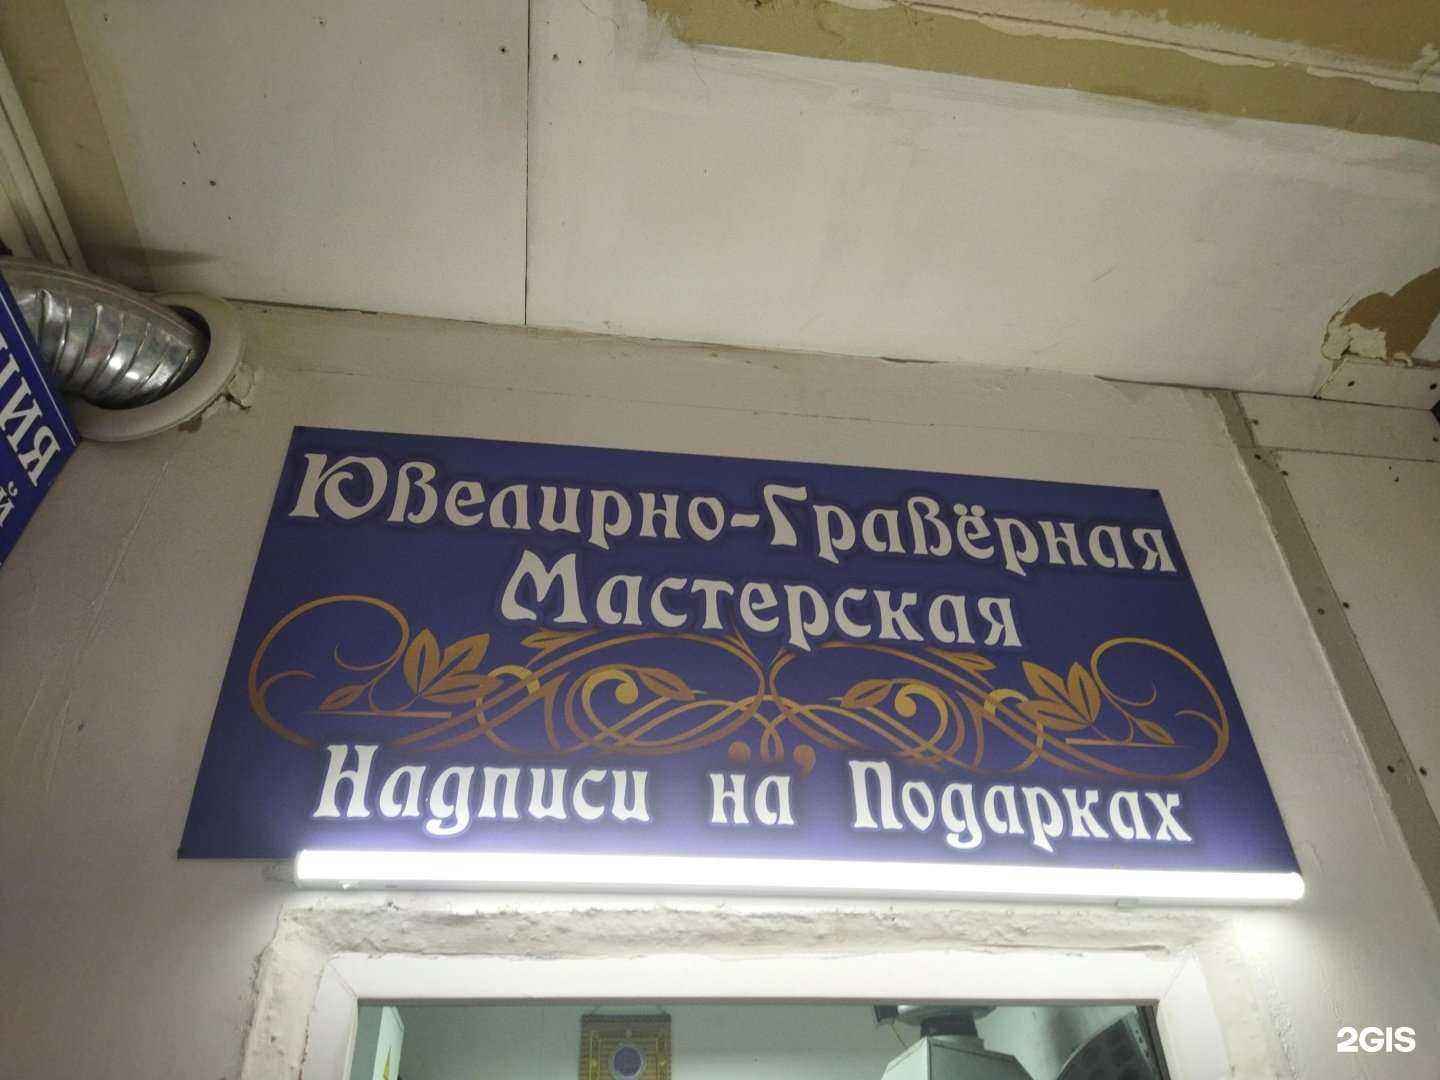 Ювелирно-Гравёрная
Мастерская
Надписи на Подарках
2GIS